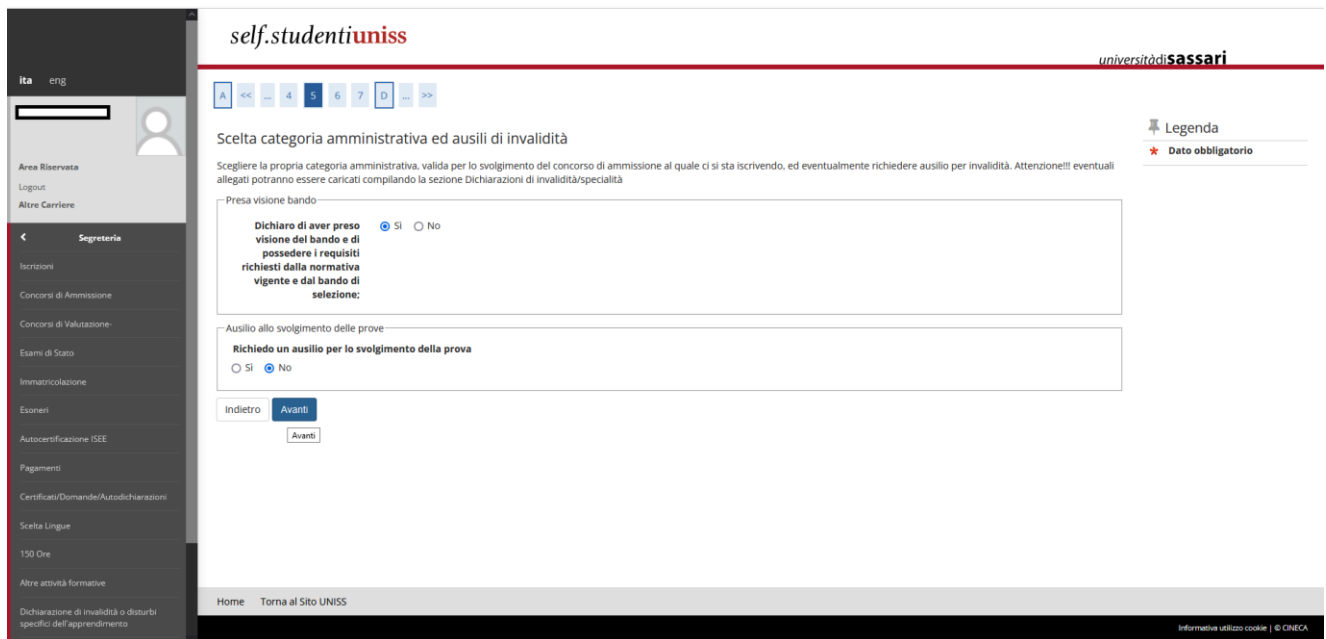 self.studentiuniss
universitàdisassari
ita eng
Area Riservata
Logout
Altre Carriere
Segreteria
Iscrizioni
Concorsi di Ammissione
Concorsi di Valutazione-
Esami di Stato
Immatricolazione
Esoneri
Autocertificazione ISEE
Pagamenti
Certificati/Domande/Autodichiarazioni
Scelta Lingue
150 Ore
Altre attività formative
Dichiarazione di invalidità o disturbi
specifici dell'apprendimento
A << ... 4 5 6 7 D ... >>
Scelta categoria amministrativa ed ausili di invalidità
Scegliere la propria categoria amministrativa, valida per lo svolgimento del concorso di ammissione al quale ci si sta iscrivendo, ed eventualmente richiedere ausilio per invalidità. Attenzione!!! eventuali
allegati potranno essere caricati compilando la sezione Dichiarazioni di invalidità/specialità
Presa visione bando
Dichiaro di aver preso
visione del bando e di
possedere i requisiti
richiesti dalla normativa
vigente e dal bando di
selezione;
Sì No
Ausilio allo svolgimento delle prove
Richiedo un ausilio per lo svolgimento della prova
Sì No
Indietro Avanti
Avanti
Legenda
* Dato obbligatorio
Home Torna al Sito UNISS
Informativa utilizzo cookie | © CINECA